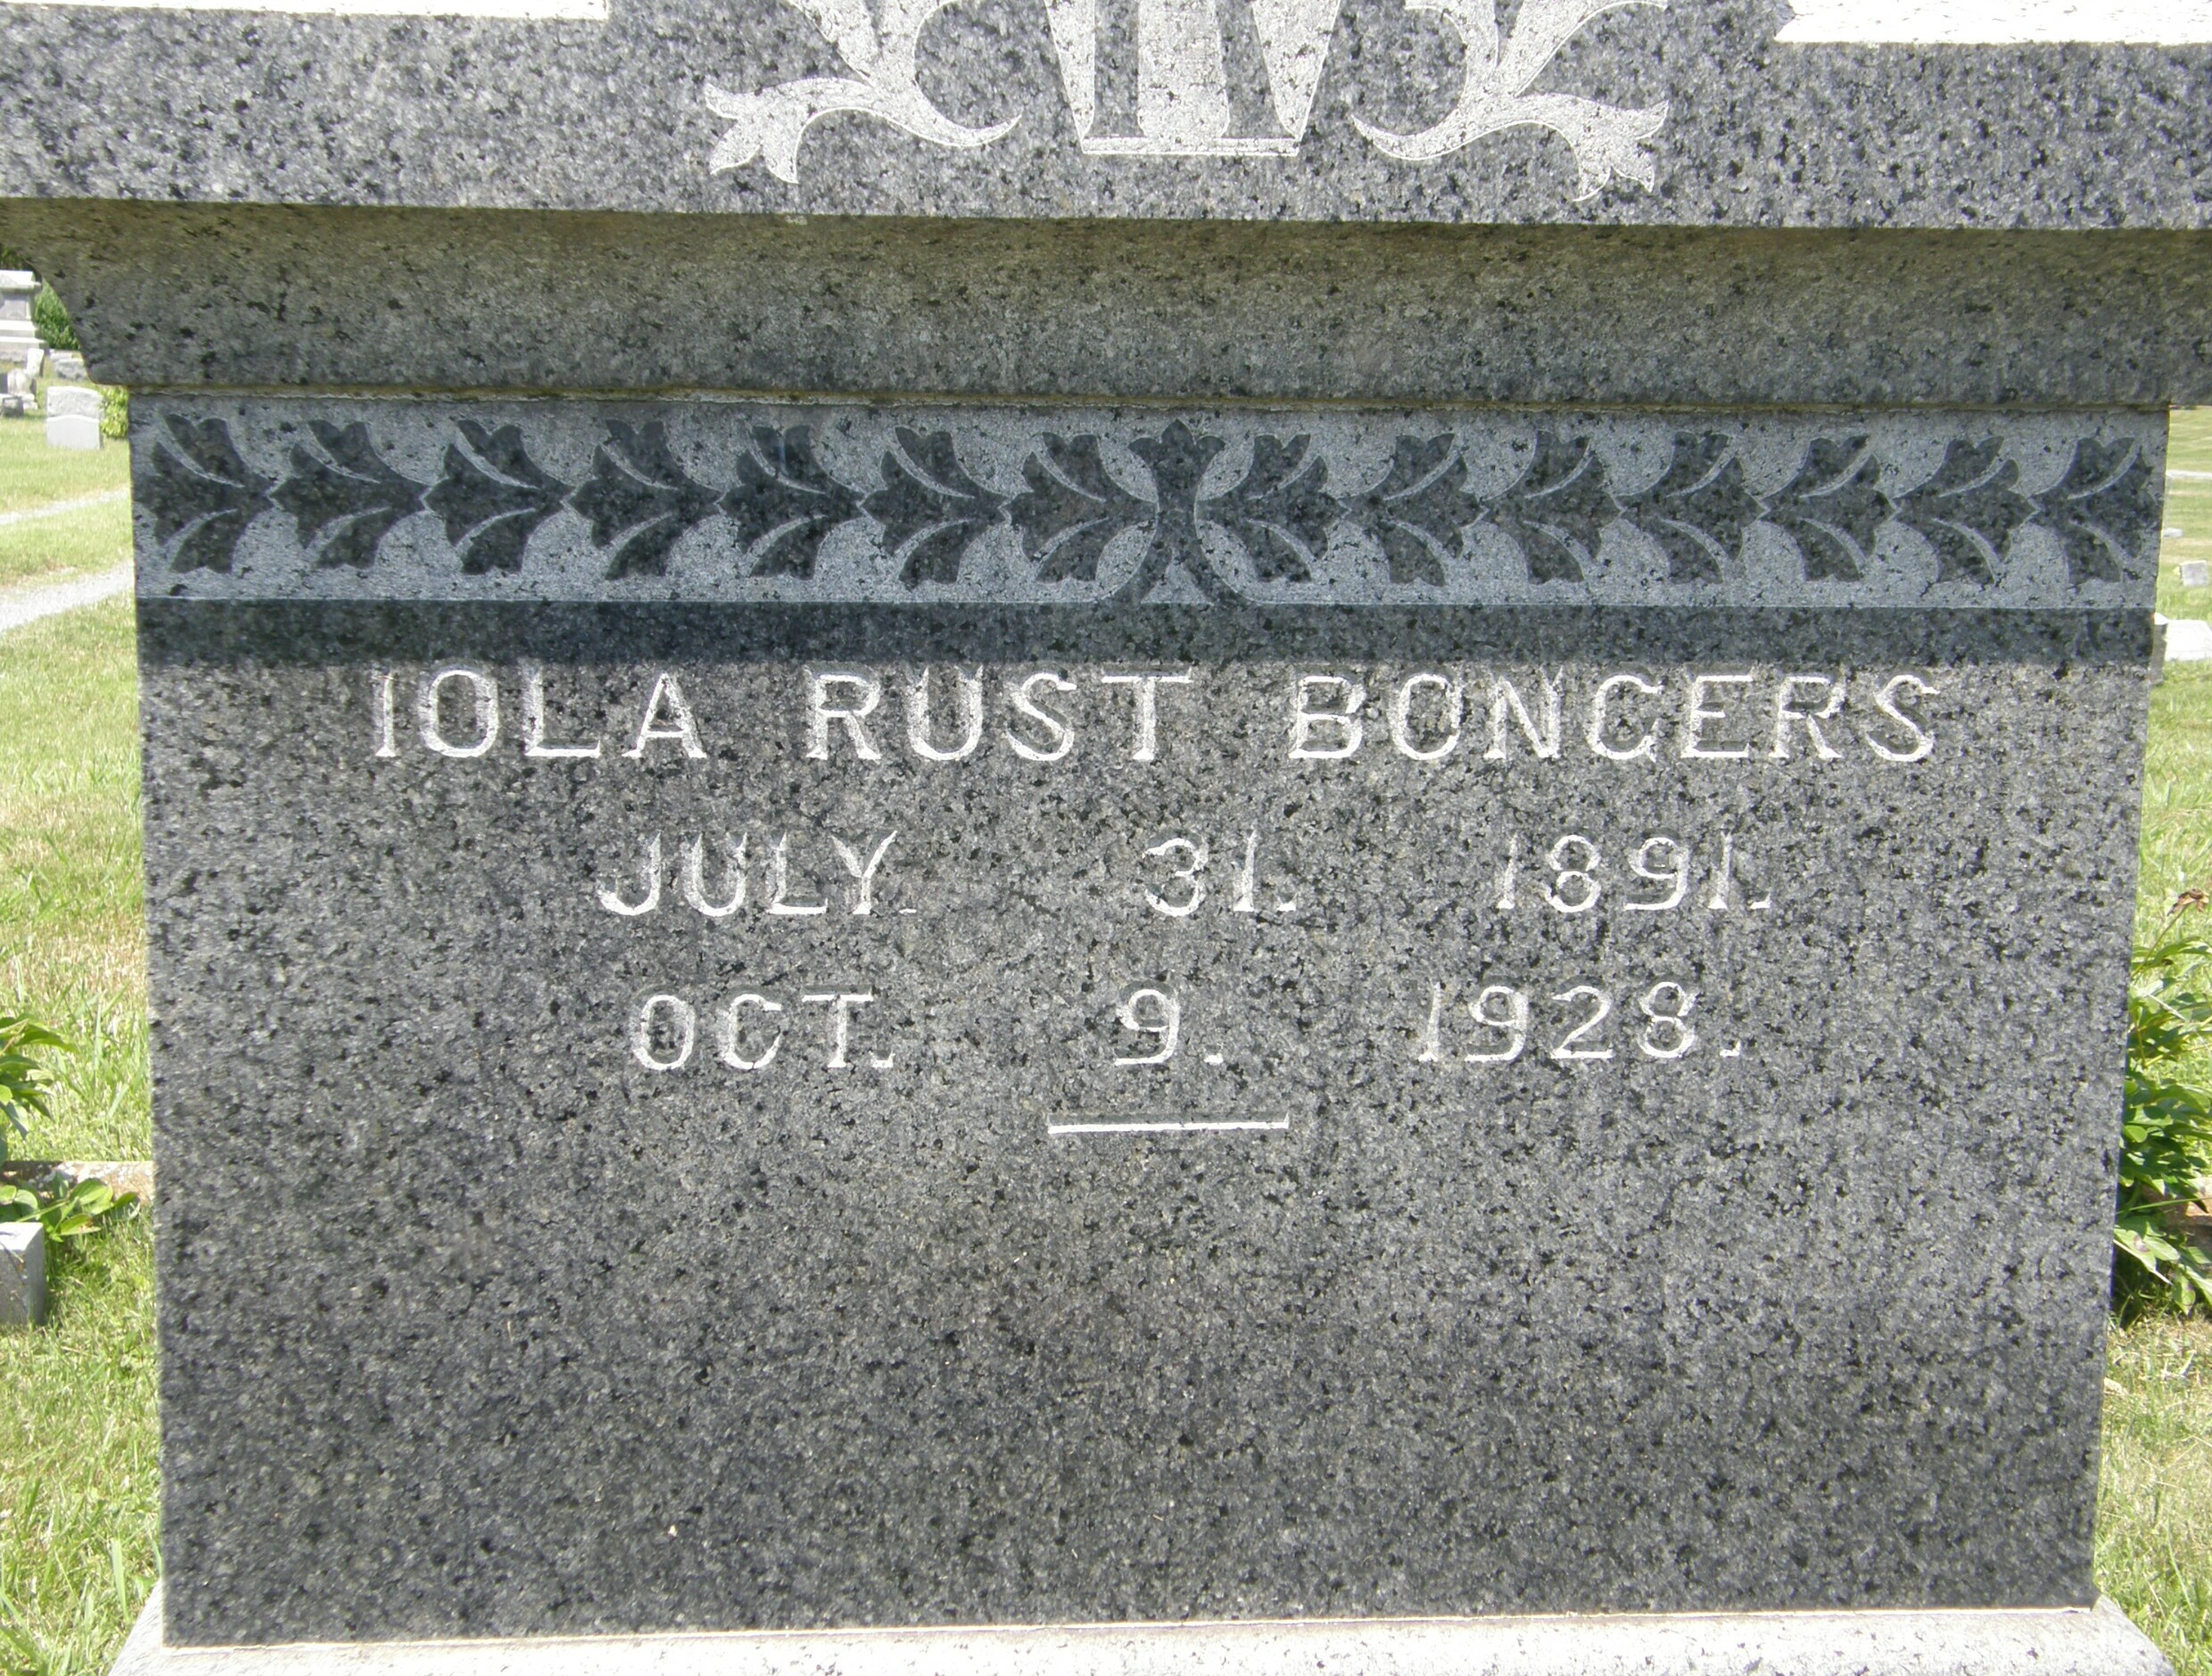 IOLA RUST BONGERS
JULY. 31. 1891.
OCT. 9. 1928.